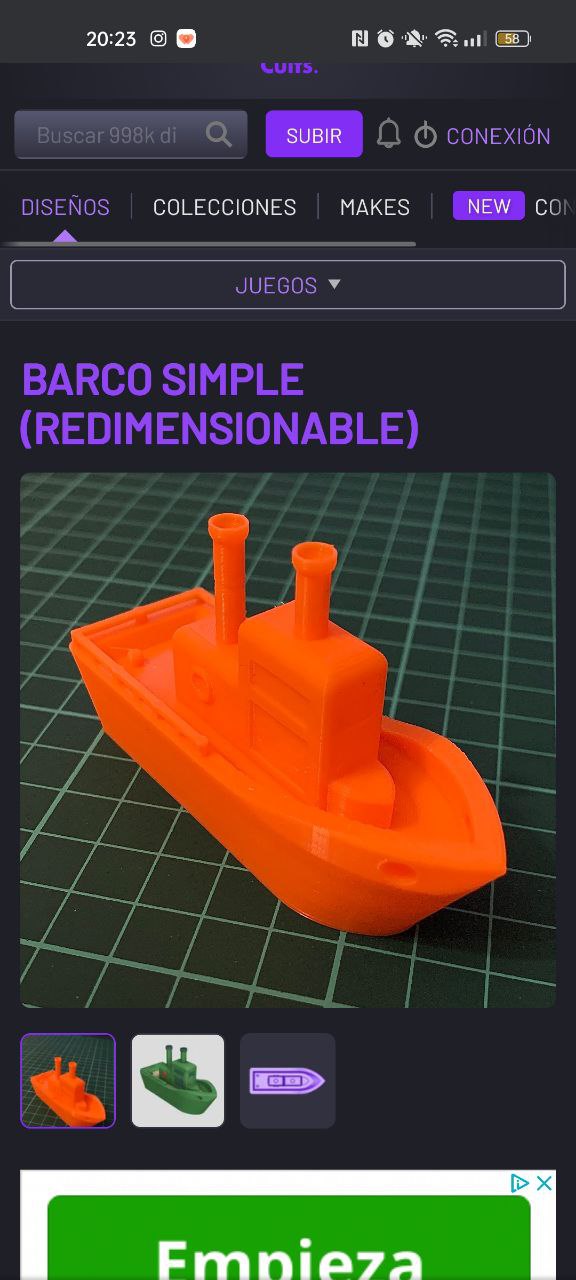 20:23
58
Cults.
Buscar 998k di
SUBIR
CONEXIÓN
DISEÑOS
COLECCIONES
MAKES
NEW
CON
JUEGOS
BARCO SIMPLE
(REDIMENSIONABLE)
Empieza